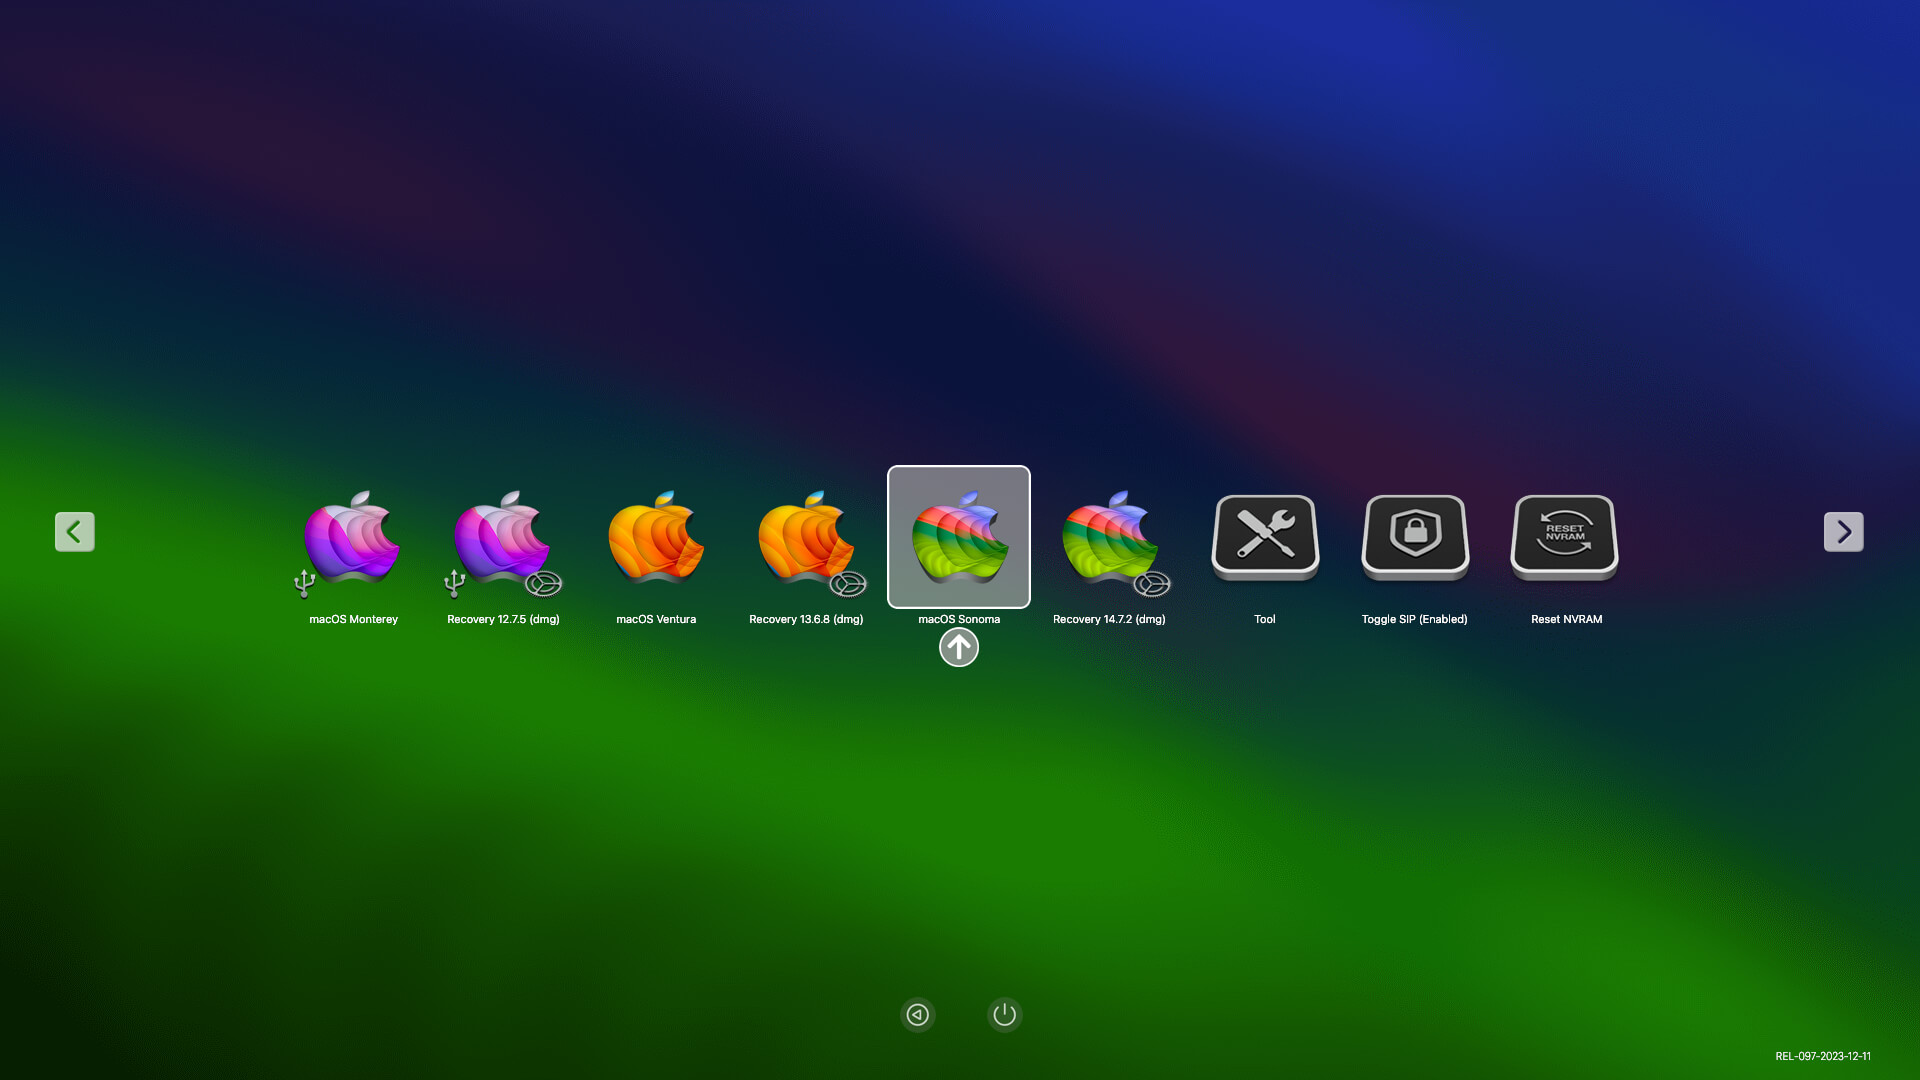 RESET
NVRAM
macOS Monterey
Recovery 12.7.5 (dmg)
macOS Ventura
Recovery 13.6.8 (dmg)
macOS Sonoma
Recovery 14.7.2 (dmg)
Tool
Toggle SIP (Enabled)
Reset NVRAM
REL-097-2023-12-11